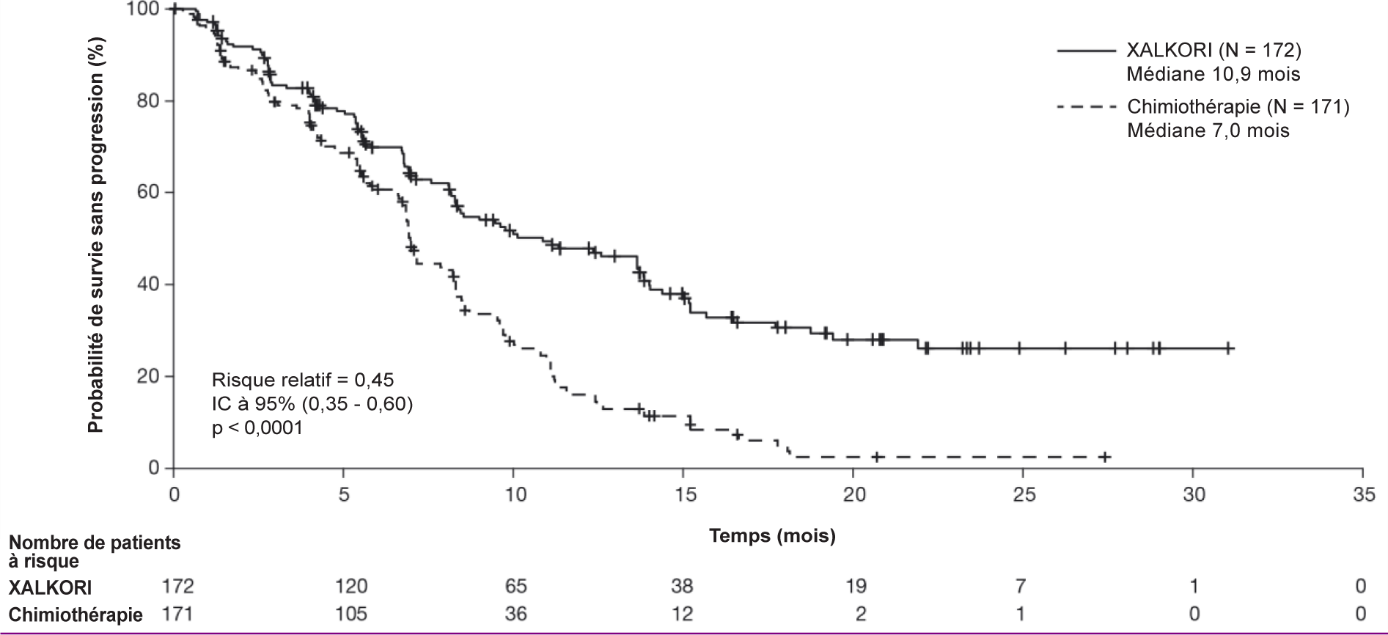 100
80
60
40
20
0
Probabilité de survie sans progression (%)
XALKORI (N = 172)
Médiane 10,9 mois
Chimiothérapie (N = 171)
Médiane 7,0 mois
Risque relatif = 0,45
IC à 95% (0,35 - 0,60)
p < 0,0001
0 5 10 15 20 25 30 35
Temps (mois)
Nombre de patients
à risque
XALKORI 172 120 65 38 19 7 1 0
Chimiothérapie 171 105 36 12 2 1 0 0